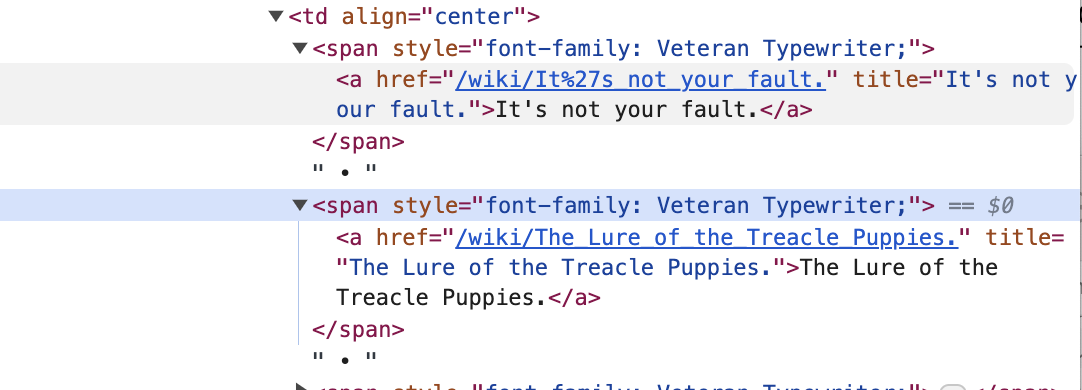 <td align="center">
<span style="font-family: Veteran Typewriter;">
<a href="/wiki/It%27s_not_your_fault." title="It's not y
our fault.">It's not your fault.</a>
</span>
" • "
<span style="font-family: Veteran Typewriter;"> == $0
<a href="/wiki/The_Lure_of_the_Treacle_Puppies." title=
"The Lure of the Treacle Puppies.">The Lure of the
Treacle Puppies.</a>
</span>
" • "
<span style="font-family: Veteran Typewriter;"> … </span>